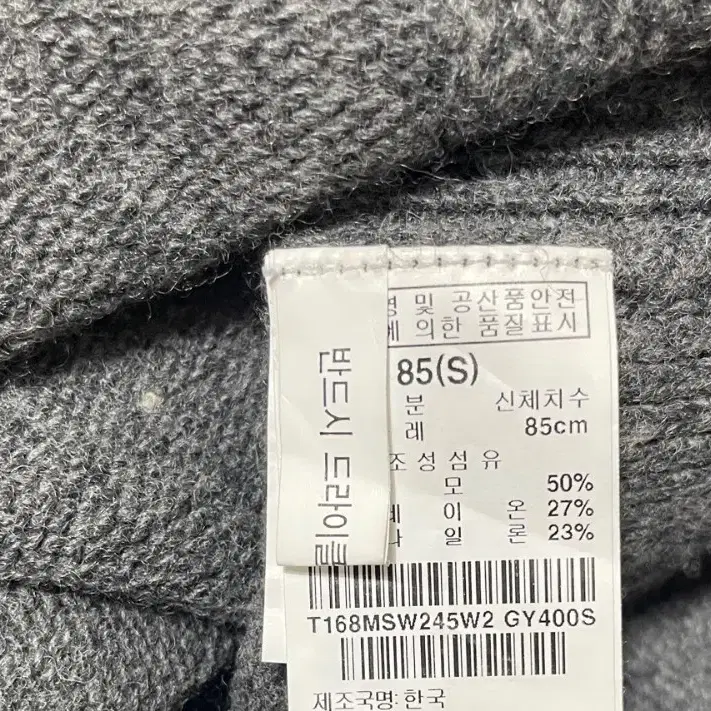 반드시 드라이클
및 공산품안전
의한 품질표시
85(S)
분 신체치수
레 85cm
조성섬유
모 50%
이 온 27%
일 론 23%
T168MSW245W2 GY400S
제조국명: 한국